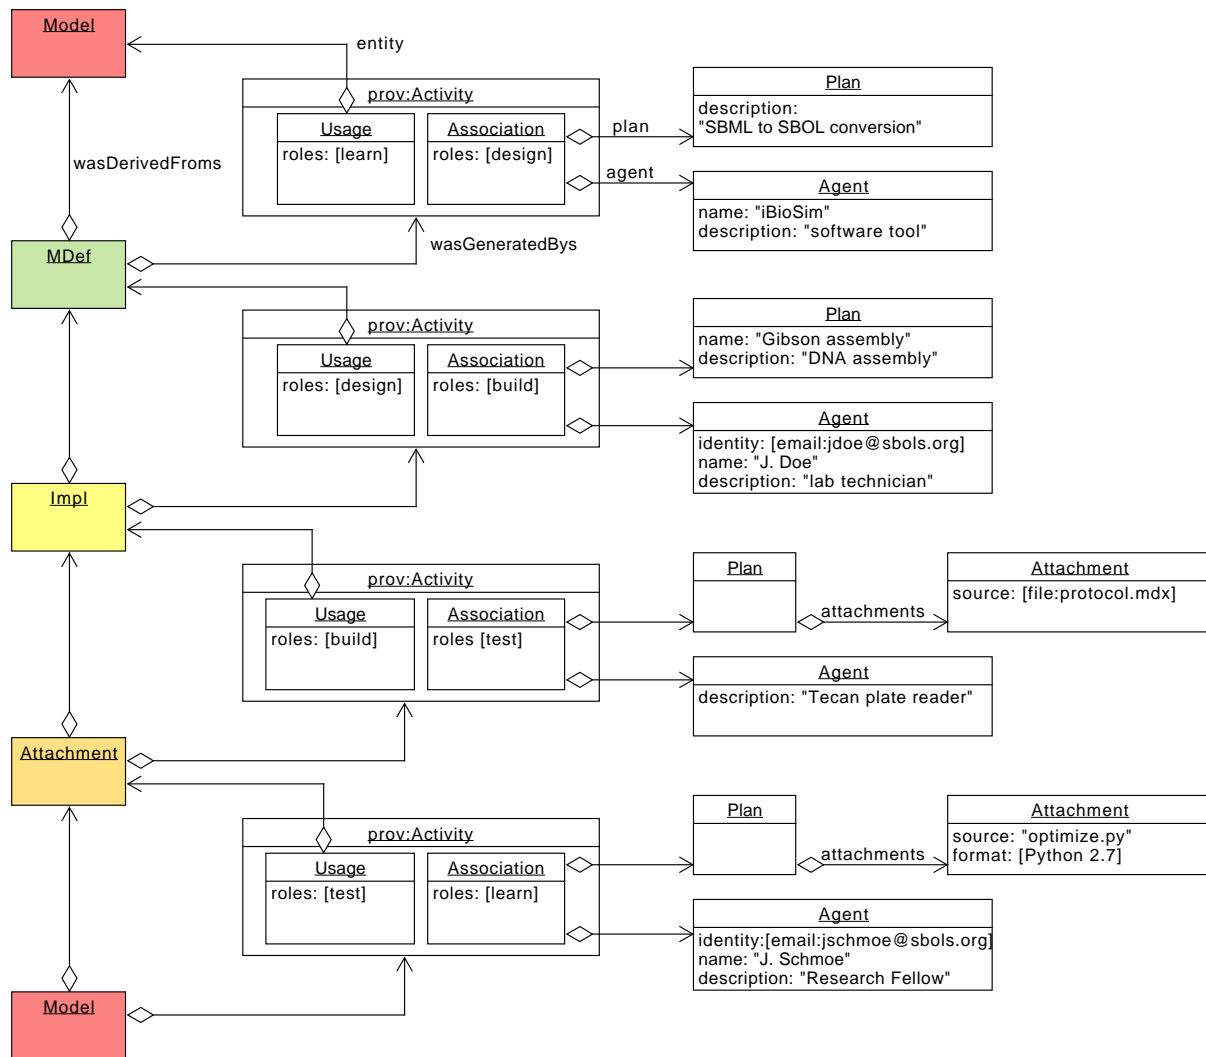 Model
entity
prov:Activity
Plan
description:
"SBML to SBOL conversion"
Usage
roles: [learn]
Association
roles: [design]
plan
agent
wasDerivedFroms
Agent
name: "iBioSim"
description: "software tool"
wasGeneratedBys
MDef
prov:Activity
Plan
name: "Gibson assembly"
description: "DNA assembly"
Usage
roles: [design]
Association
roles: [build]
Agent
identity: [email:jdoe@sbols.org]
name: "J. Doe"
description: "lab technician"
Impl
prov:Activity
Plan
attachments
Attachment
source: [file:protocol.mdx]
Usage
roles: [build]
Association
roles [test]
Agent
description: "Tecan plate reader"
Attachment
prov:Activity
Plan
attachments
Attachment
source: "optimize.py"
format: [Python 2.7]
Usage
roles: [test]
Association
roles: [learn]
Agent
identity:[email:jschmoe@sbols.org]
name: "J. Schmoe"
description: "Research Fellow"
Model